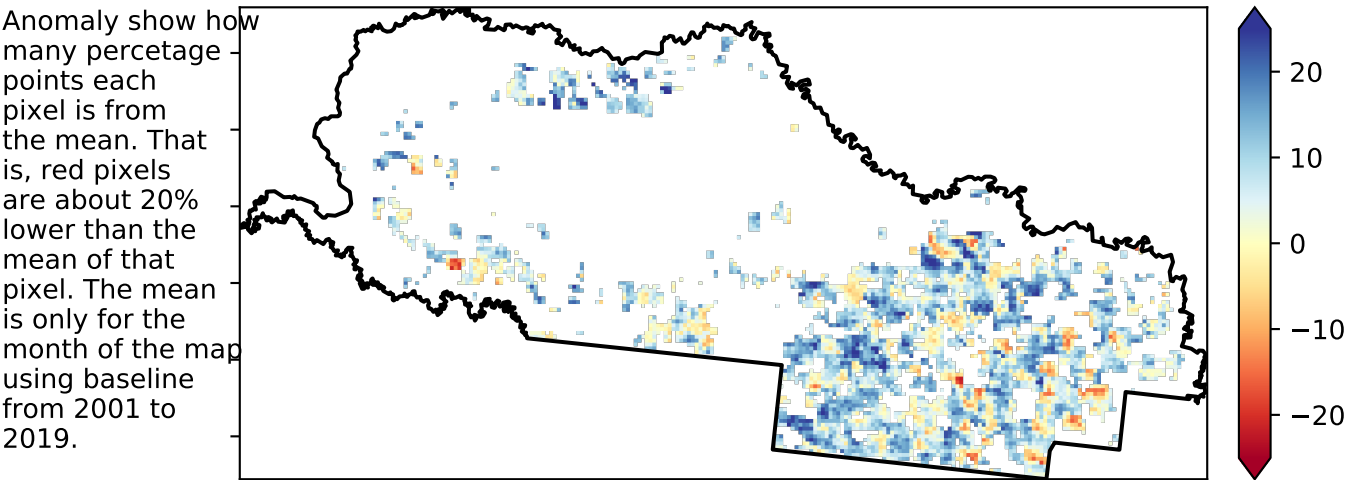 Anomaly show how
many percetage
points each
pixel is from
the mean. That
is, red pixels
are about 20%
lower than the
mean of that
pixel. The mean
is only for the
month of the map
using baseline
from 2001 to
2019.
20
10
0
−10
−20